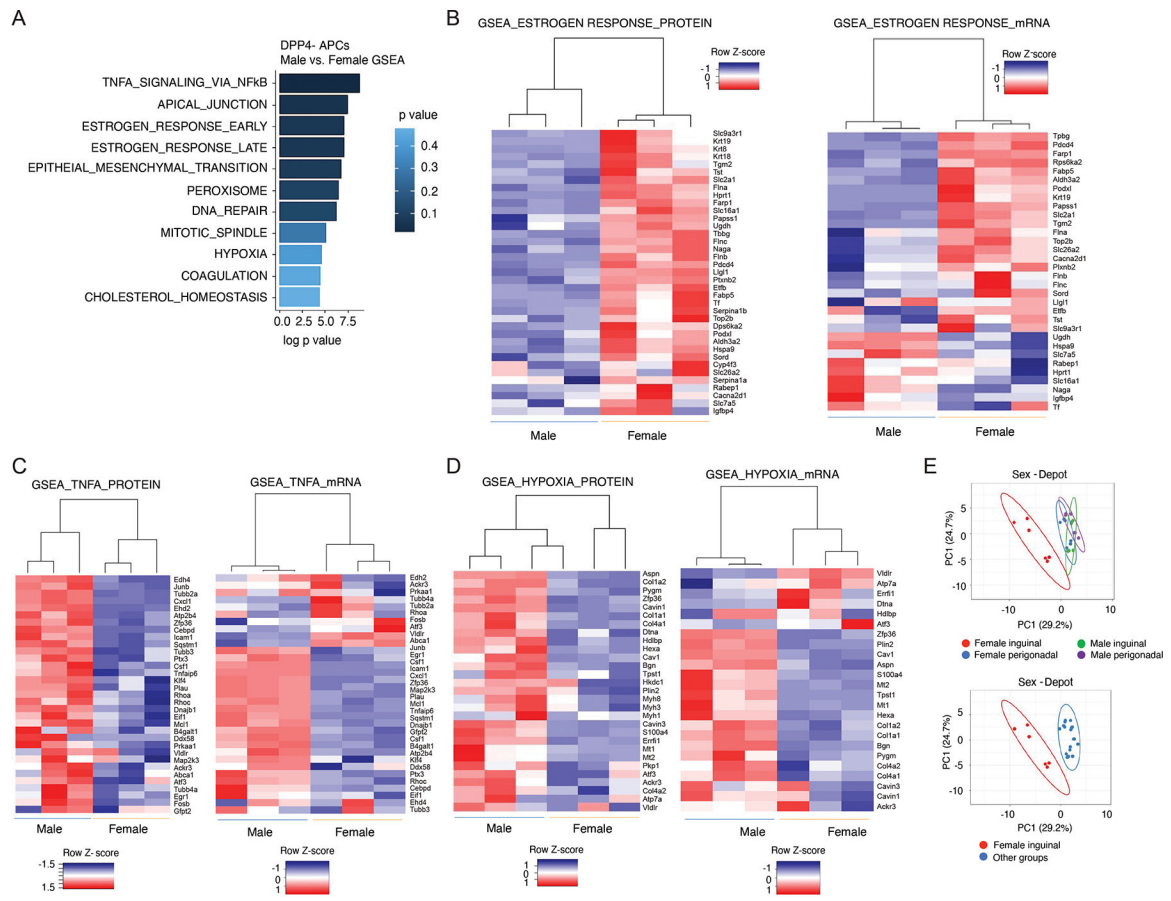 A
DPP4- APCs
Male vs. Female GSEA
TNFA_SIGNALING_VIA_NFkB
APICAL_JUNCTION
ESTROGEN_RESPONSE_EARLY
ESTROGEN_RESPONSE_LATE
EPITHEIAL_MESENCHYMAL_TRANSITION
PEROXISOME
DNA_REPAIR
MITOTIC_SPINDLE
HYPOXIA
COAGULATION
CHOLESTEROL_HOMEOSTASIS
0.0 2.5 5.0 7.5
log p value
p value
0.4
0.3
0.2
0.1
B
GSEA_ESTROGEN RESPONSE_PROTEIN
Row Z-score
-1
0
1
Slc9a3r1
Krt19
Krt8
Krt18
Tgm2
Tst
Slc2a1
Flna
Hprt1
Farp1
Slc16a1
Papss1
Ugdh
Tbbg
Flnc
Naga
Flnb
Pdcd4
Llgl1
Plxnb2
Etfb
Fabp5
Tf
Serpina1b
Top2b
Dps6ka2
Podxl
Aldh3a2
Hspa9
Sord
Cyp4f3
Slc26a2
Serpina1a
Rabep1
Cacna2d1
Slc7a5
Igfbp4
Male
Female
GSEA_ESTROGEN RESPONSE_mRNA
Row Z-score
-1
0
1
Tpbg
Pdcd4
Farp1
Rps6ka2
Fabp5
Aldh3a2
Podxl
Krt19
Papss1
Slc2a1
Tgm2
Flna
Top2b
Slc26a2
Cacna2d1
Plxnb2
Flnb
Flnc
Sord
Llgl1
Etfb
Tst
Slc9a3r1
Ugdh
Hspa9
Slc7a5
Rabep1
Hprt1
Slc16a1
Naga
Igfbp4
Tf
Male
Female
C
GSEA_TNFA_PROTEIN
Edh4
Junb
Tubb2a
Cxcl1
Ehd2
Atp2b4
Zfp36
Cebpd
Icam1
Sqstm1
Tubb3
Ptx3
Csf1
Tnfaip6
Klf4
Plau
Rhoa
Rhoc
Dnajb1
Eif1
Mcl1
B4galt1
Ddx58
Prkaa1
Vldlr
Map2k3
Ackr3
Abca1
Atf3
Tubb4a
Egr1
Fosb
Gfpt2
Male
Female
Row Z- score
-1.5
1.5
GSEA_TNFA_mRNA
Edh2
Ackr3
Prkaa1
Tubb4a
Tubb2a
Rhoa
Fosb
Atf3
Vldlr
Abca1
Junb
Egr1
Csf1
Icam1
Cxcl1
Zfp36
Map2k3
Plau
Mcl1
Tnfaip6
Sqstm1
Dnajb1
Gfpt2
Csf1
B4galt1
Atp2b4
Klf4
Ddx58
Ptx3
Rhoc
Cebpd
Eif1
Ehd4
Tubb3
Male
Female
Row Z-score
-1
0
1
D
GSEA_HYPOXIA_PROTEIN
Aspn
Col1a2
Pygm
Zfp36
Cavin1
Col1a1
Col4a1
Dtna
Hdlbp
Hexa
Cav1
Bgn
Tpst1
Hkdc1
Plin2
Myh8
Myh3
Myh1
Cavin3
S100a4
Errfi1
Mt1
Mt2
Pkp1
Atf3
Ackr3
Col4a2
Atp7a
Vldlr
Male
Female
Row Z-score
1
0
1
GSEA_HYPOXIA_mRNA
Vldlr
Atp7a
Errfi1
Dtna
Hdlbp
Atf3
Zfp36
Plin2
Cav1
Aspn
S100a4
Mt2
Tpst1
Mt1
Hexa
Col1a2
Col1a1
Bgn
Pygm
Col4a2
Col4a1
Cavin3
Cavin1
Ackr3
Male
Female
Row Z-score
-1
0
1
E
Sex - Depot
PC1 (24.7%)
5
0
-5
-10
-10 0 10
PC1 (29.2%)
Female inguinal
Male inguinal
Female perigonadal
Male perigonadal
Sex - Depot
PC1 (24.7%)
5
0
-5
-10
-10 0 10
PC1 (29.2%)
Female inguinal
Other groups